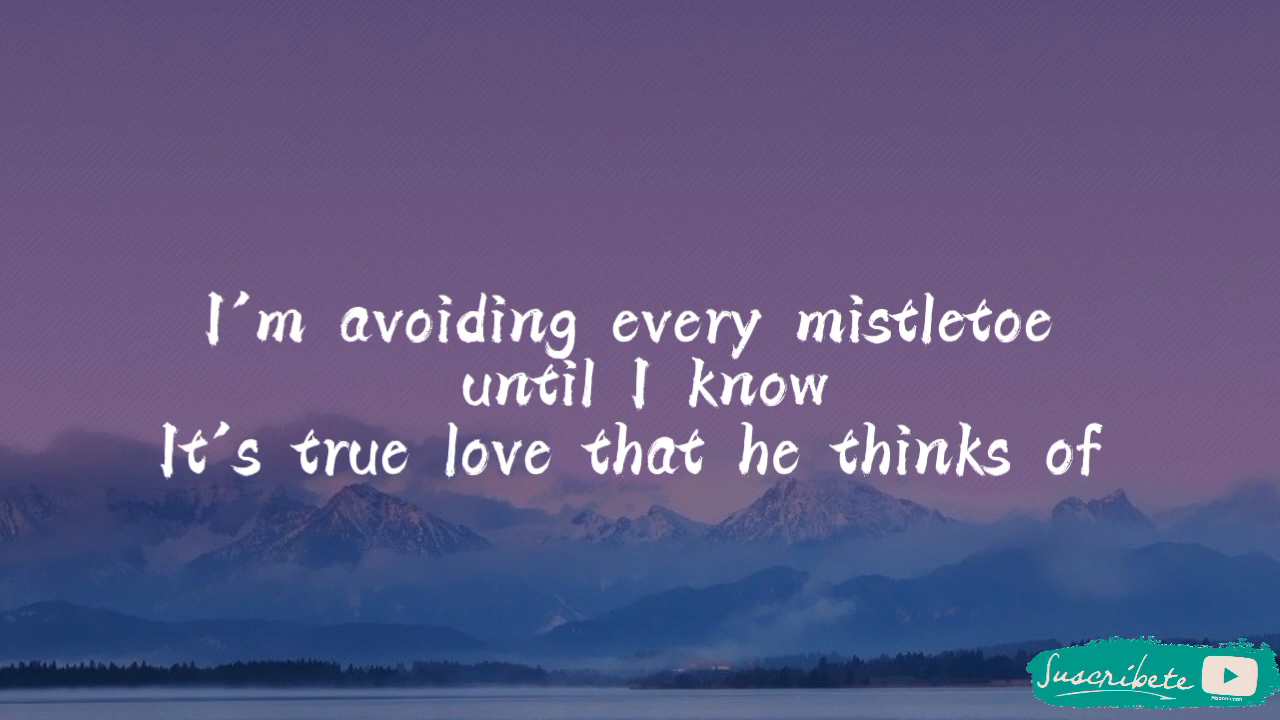 I'm avoiding every mistletoe
until I know
It's true love that he thinks of
Suscribete